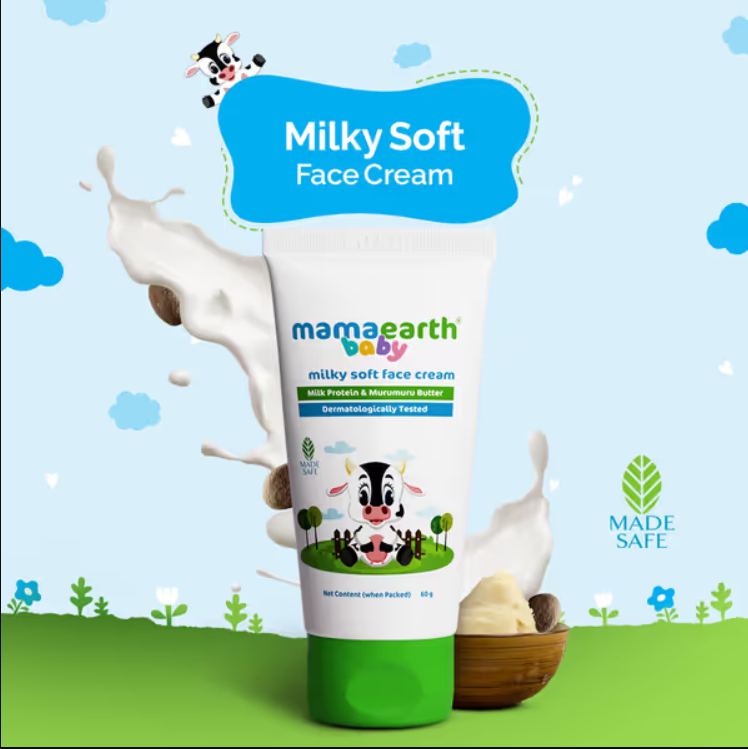 Milky Soft
Face Cream
mamaearth
baby
milky soft face cream
Milk Protein & Murumuru Butter
Dermatologically Tested
MADE
SAFE
Net Content (when Packed) 60 g
MADE
SAFE